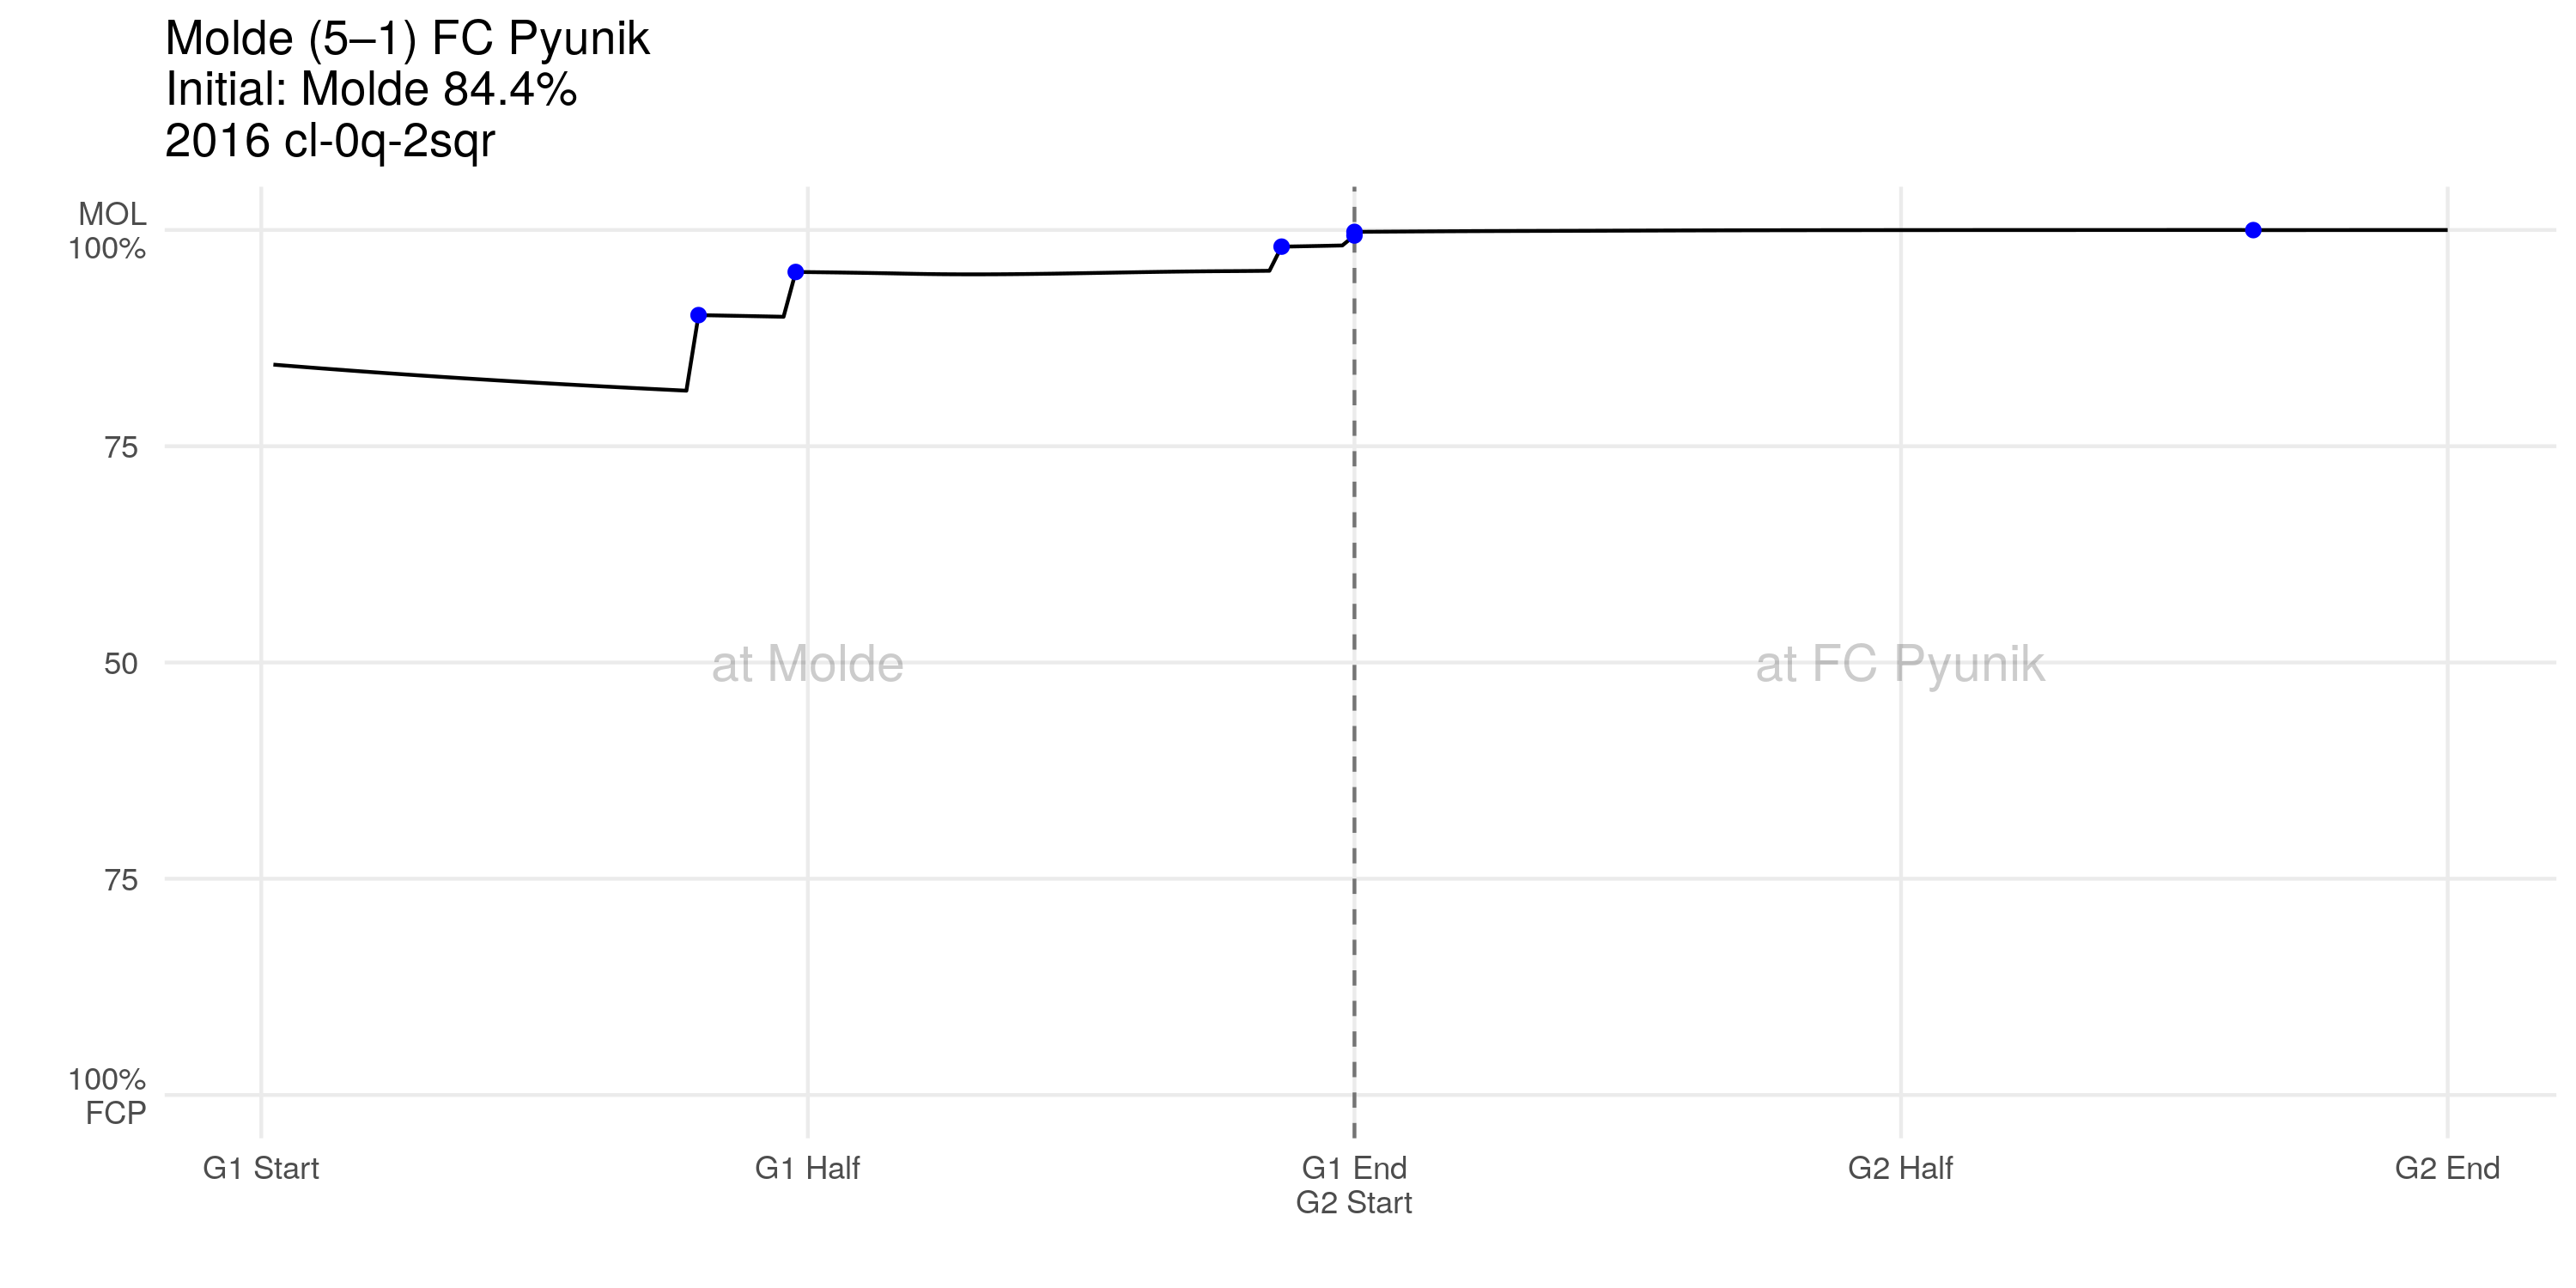 Molde (5–1) FC Pyunik
Initial: Molde 84.4%
2016 cl-0q-2sqr
MOL
100%
75
50
75
100%
FCP
at Molde
at FC Pyunik
G1 Start
G1 Half
G1 End
G2 Start
G2 Half
G2 End